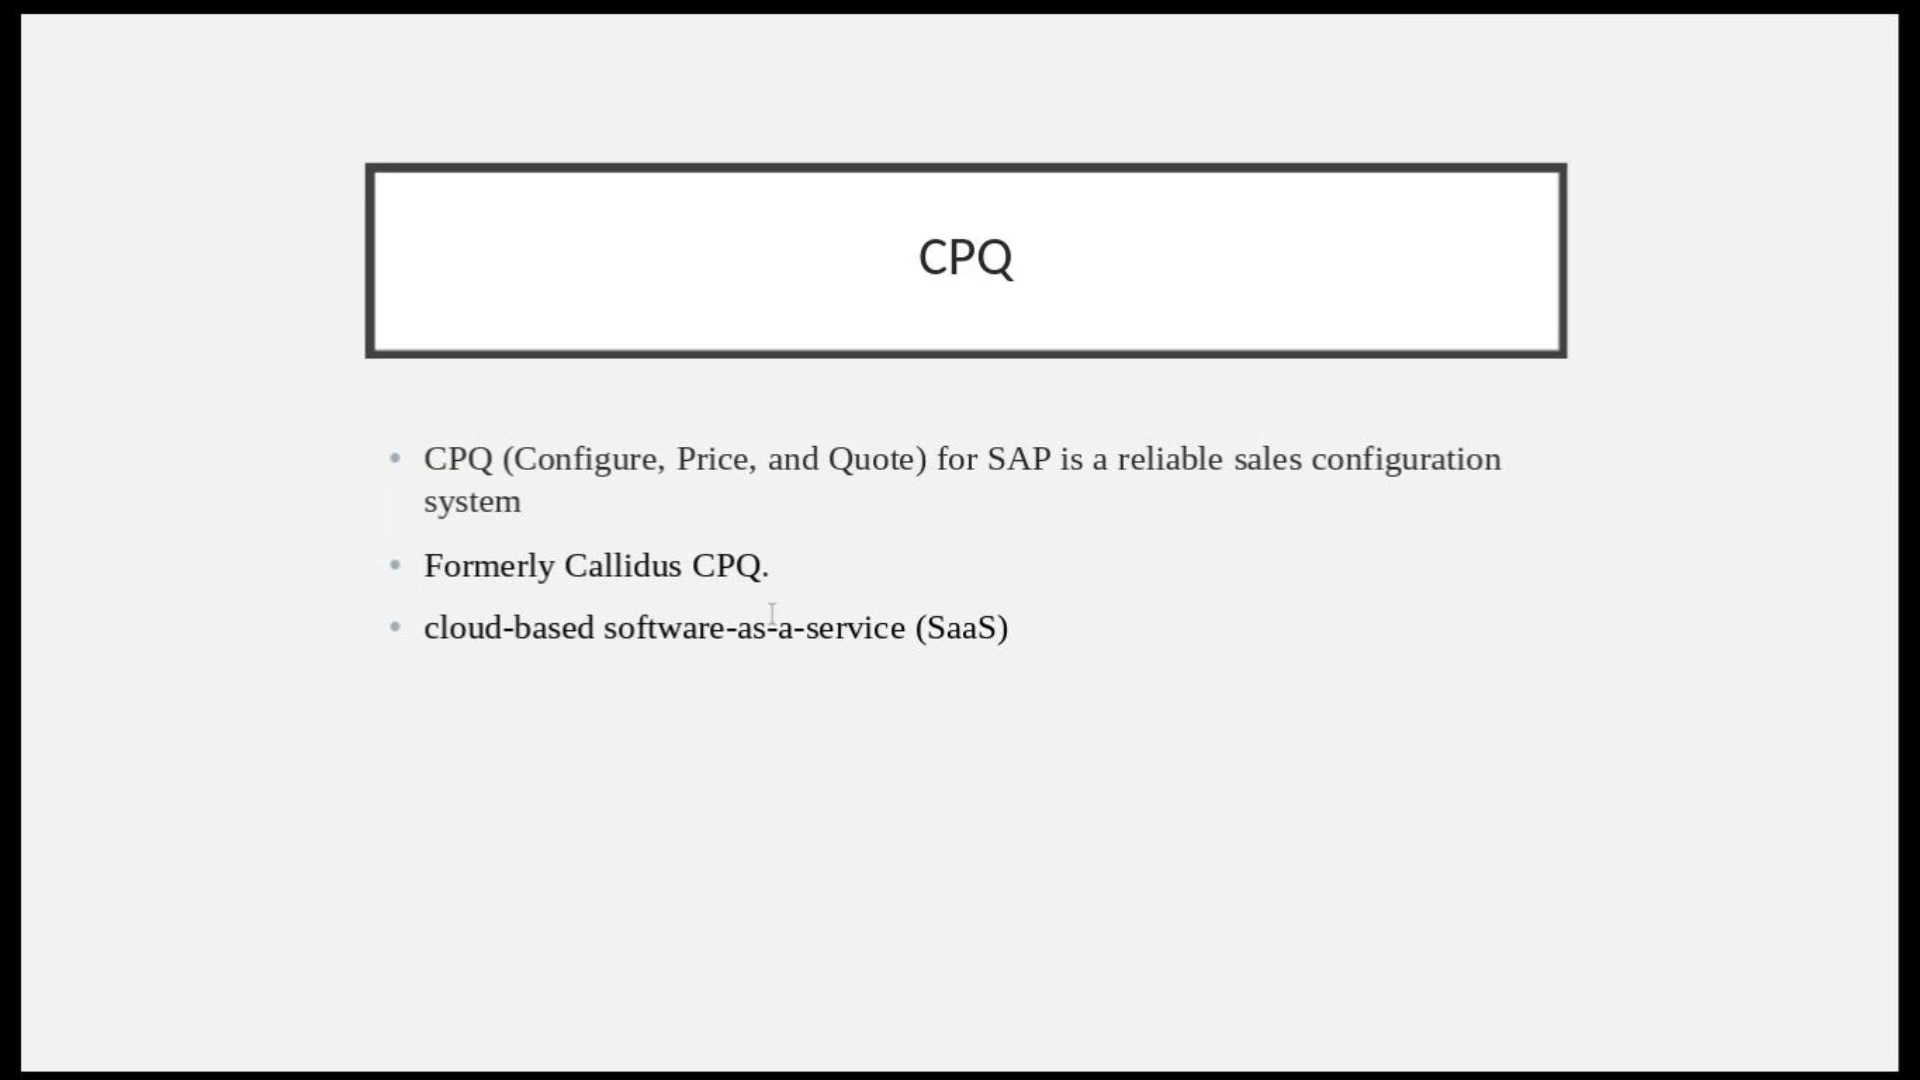 CPQ
• CPQ (Configure, Price, and Quote) for SAP is a reliable sales configuration
system
• Formerly Callidus CPQ.
• cloud-based software-as-a-service (SaaS)